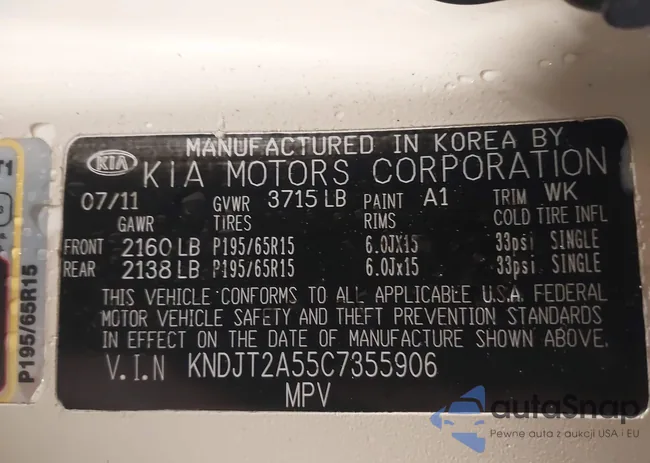 MANUFACTURED IN KOREA BY
KIA KIA MOTORS CORPORATION
07/11 GVWR 3715 LB PAINT A1 TRIM WK
GAWR TIRES RIMS COLD TIRE INFL
FRONT 2160 LB P195/65R15 6.0JX15 33psi SINGLE
REAR 2138 LB P195/65R15 6.0Jx15 33psi SINGLE
THIS VEHICLE CONFORMS TO ALL APPLICABLE U.S.A. FEDERAL
MOTOR VEHICLE SAFETY AND THEFT PREVENTION STANDARDS
IN EFFECT ON THE DATE OF MANUFACTURE SHOWN ABOVE.
V.I.N KNDJT2A55C7355906
MPV
P195/65R15
autoSnap
Pewne auta z aukcji USA i EU